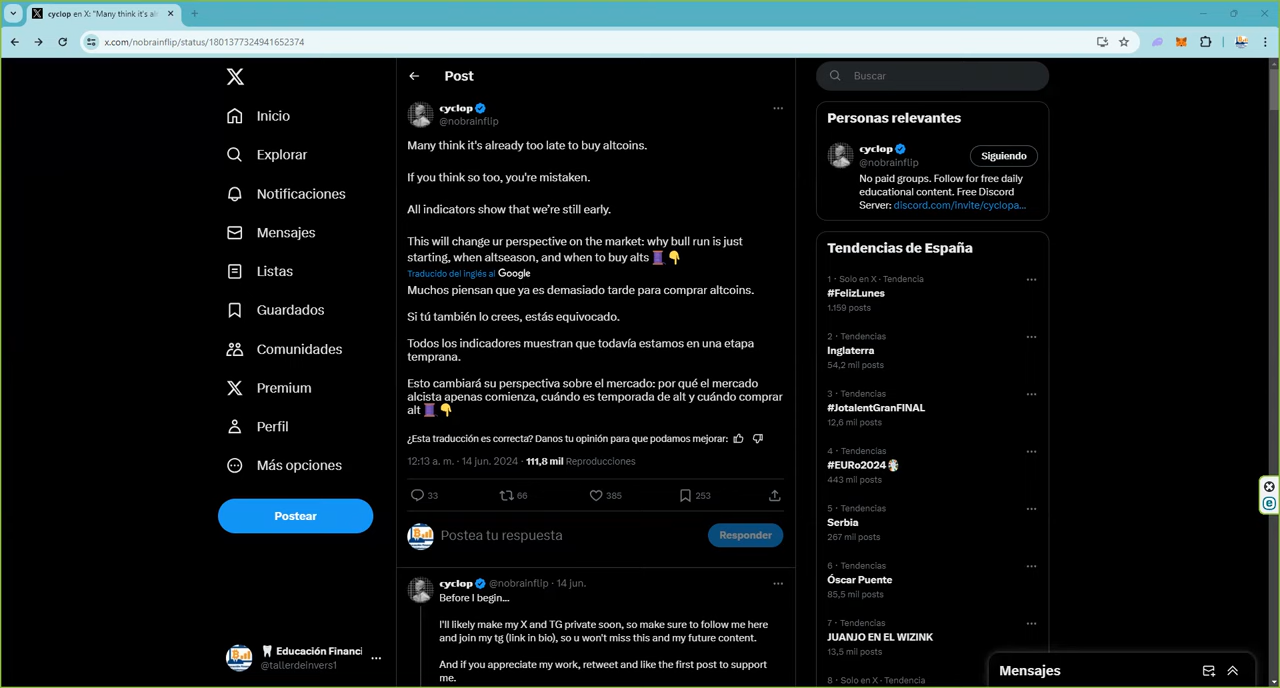 cyclop en X: "Many think it's al
x.com/nobrainflip/status/1801377324941652374
Inicio
Explorar
Notificaciones
Mensajes
Listas
Guardados
Comunidades
Premium
Perfil
Más opciones
Postear
Educación Financi
@tallerdeinvers1
Post
cyclop
@nobrainflip
Many think it's already too late to buy altcoins.
If you think so too, you're mistaken.
All indicators show that we're still early.
This will change ur perspective on the market: why bull run is just
starting, when altseason, and when to buy alts 🧵 👇
Traducido del inglés al Google
Muchos piensan que ya es demasiado tarde para comprar altcoins.
Si tú también lo crees, estás equivocado.
Todos los indicadores muestran que todavía estamos en una etapa
temprana.
Esto cambiará su perspectiva sobre el mercado: por qué el mercado
alcista apenas comienza, cuándo es temporada de alt y cuándo comprar
alt 🧵 👇
¿Esta traducción es correcta? Danos tu opinión para que podamos mejorar:
12:13 a. m. · 14 jun. 2024 · 111,8 mil Reproducciones
33 66 385 253
Postea tu respuesta
Responder
cyclop @nobrainflip · 14 jun.
Before I begin...
I'll likely make my X and TG private soon, so make sure to follow me here
and join my tg (link in bio), so u won't miss this and my future content.
And if you appreciate my work, retweet and like the first post to support
me.
Buscar
Personas relevantes
cyclop
@nobrainflip
Siguiendo
No paid groups. Follow for free daily
educational content. Free Discord
Server: discord.com/invite/cyclopa...
Tendencias de España
1 · Solo en X · Tendencia
#FelizLunes
1.159 posts
2 · Tendencias
Inglaterra
54,2 mil posts
3 · Tendencias
#JotalentGranFINAL
12,6 mil posts
4 · Tendencias
#EURo2024
443 mil posts
5 · Tendencias
Serbia
267 mil posts
6 · Tendencias
Óscar Puente
85,5 mil posts
7 · Tendencias
JUANJO EN EL WIZINK
13,5 mil posts
8 · Solo en X · Tendencias
Mensajes